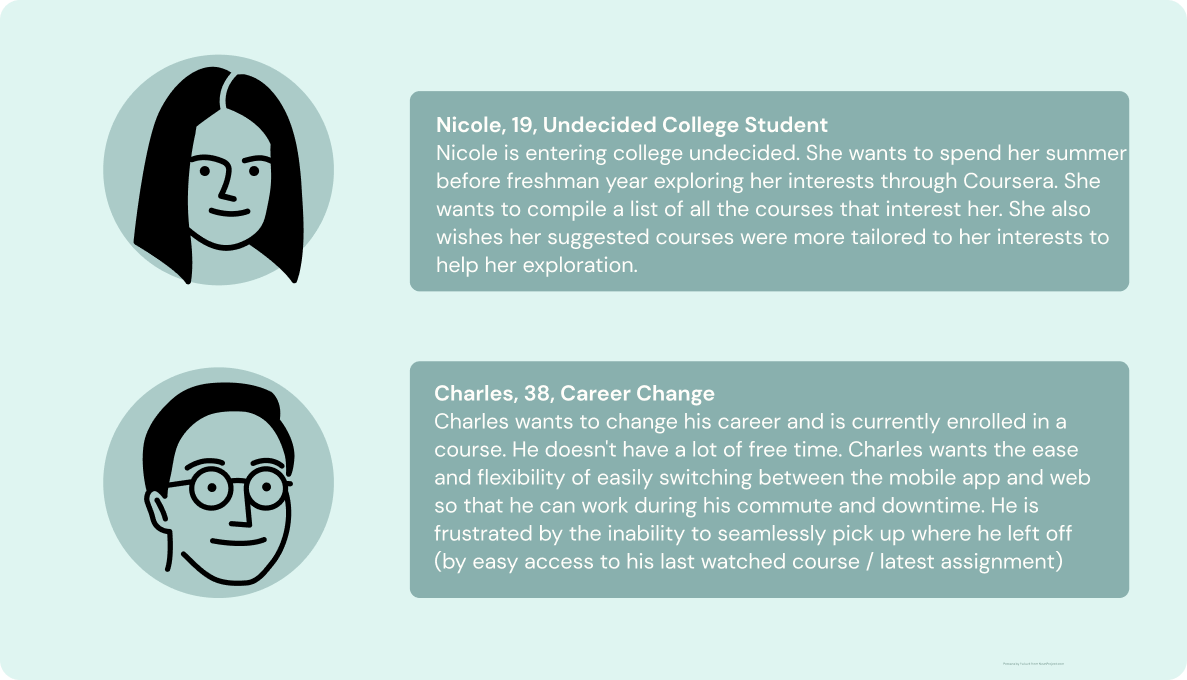 Nicole, 19, Undecided College Student
Nicole is entering college undecided. She wants to spend her summer
before freshman year exploring her interests through Coursera. She
wants to compile a list of all the courses that interest her. She also
wishes her suggested courses were more tailored to her interests to
help her exploration.
Charles, 38, Career Change
Charles wants to change his career and is currently enrolled in a
course. He doesn't have a lot of free time. Charles wants the ease
and flexibility of easily switching between the mobile app and web
so that he can work during his commute and downtime. He is
frustrated by the inability to seamlessly pick up where he left off
(by easy access to his last watched course / latest assignment)